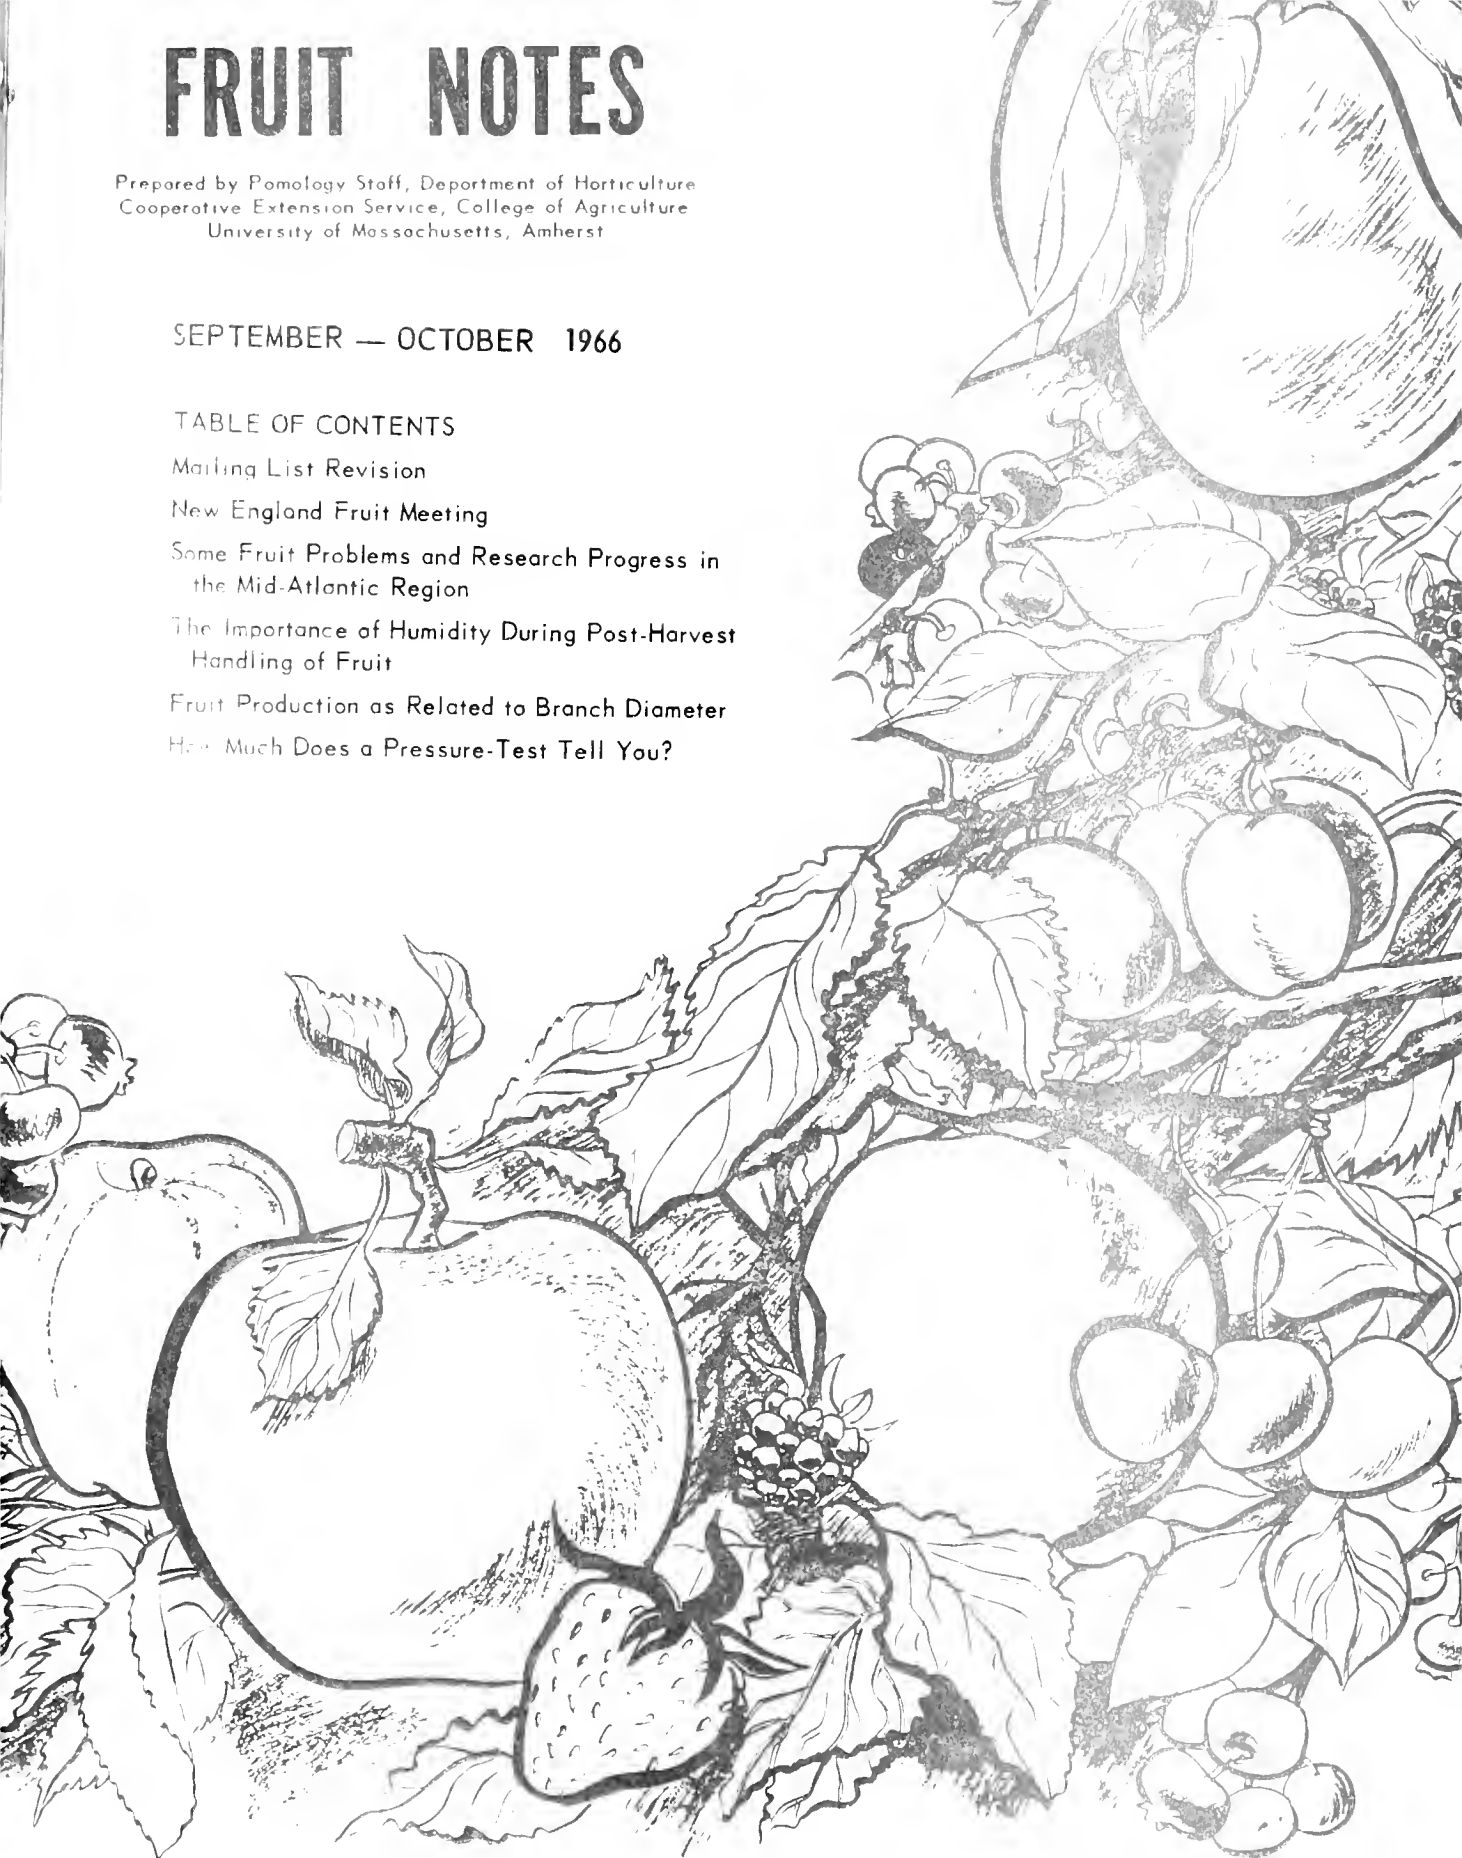 FRUIT NOTES
Prepared by Pomology Staff, Department of Horticulture
Cooperative Extension Service, College of Agriculture
University of Massachusetts, Amherst
SEPTEMBER — OCTOBER 1966
TABLE OF CONTENTS
Mailing List Revision
New England Fruit Meeting
Some Fruit Problems and Research Progress in
the Mid-Atlantic Region
The Importance of Humidity During Post-Harvest
Handling of Fruit
Fruit Production as Related to Branch Diameter
How Much Does a Pressure-Test Tell You?